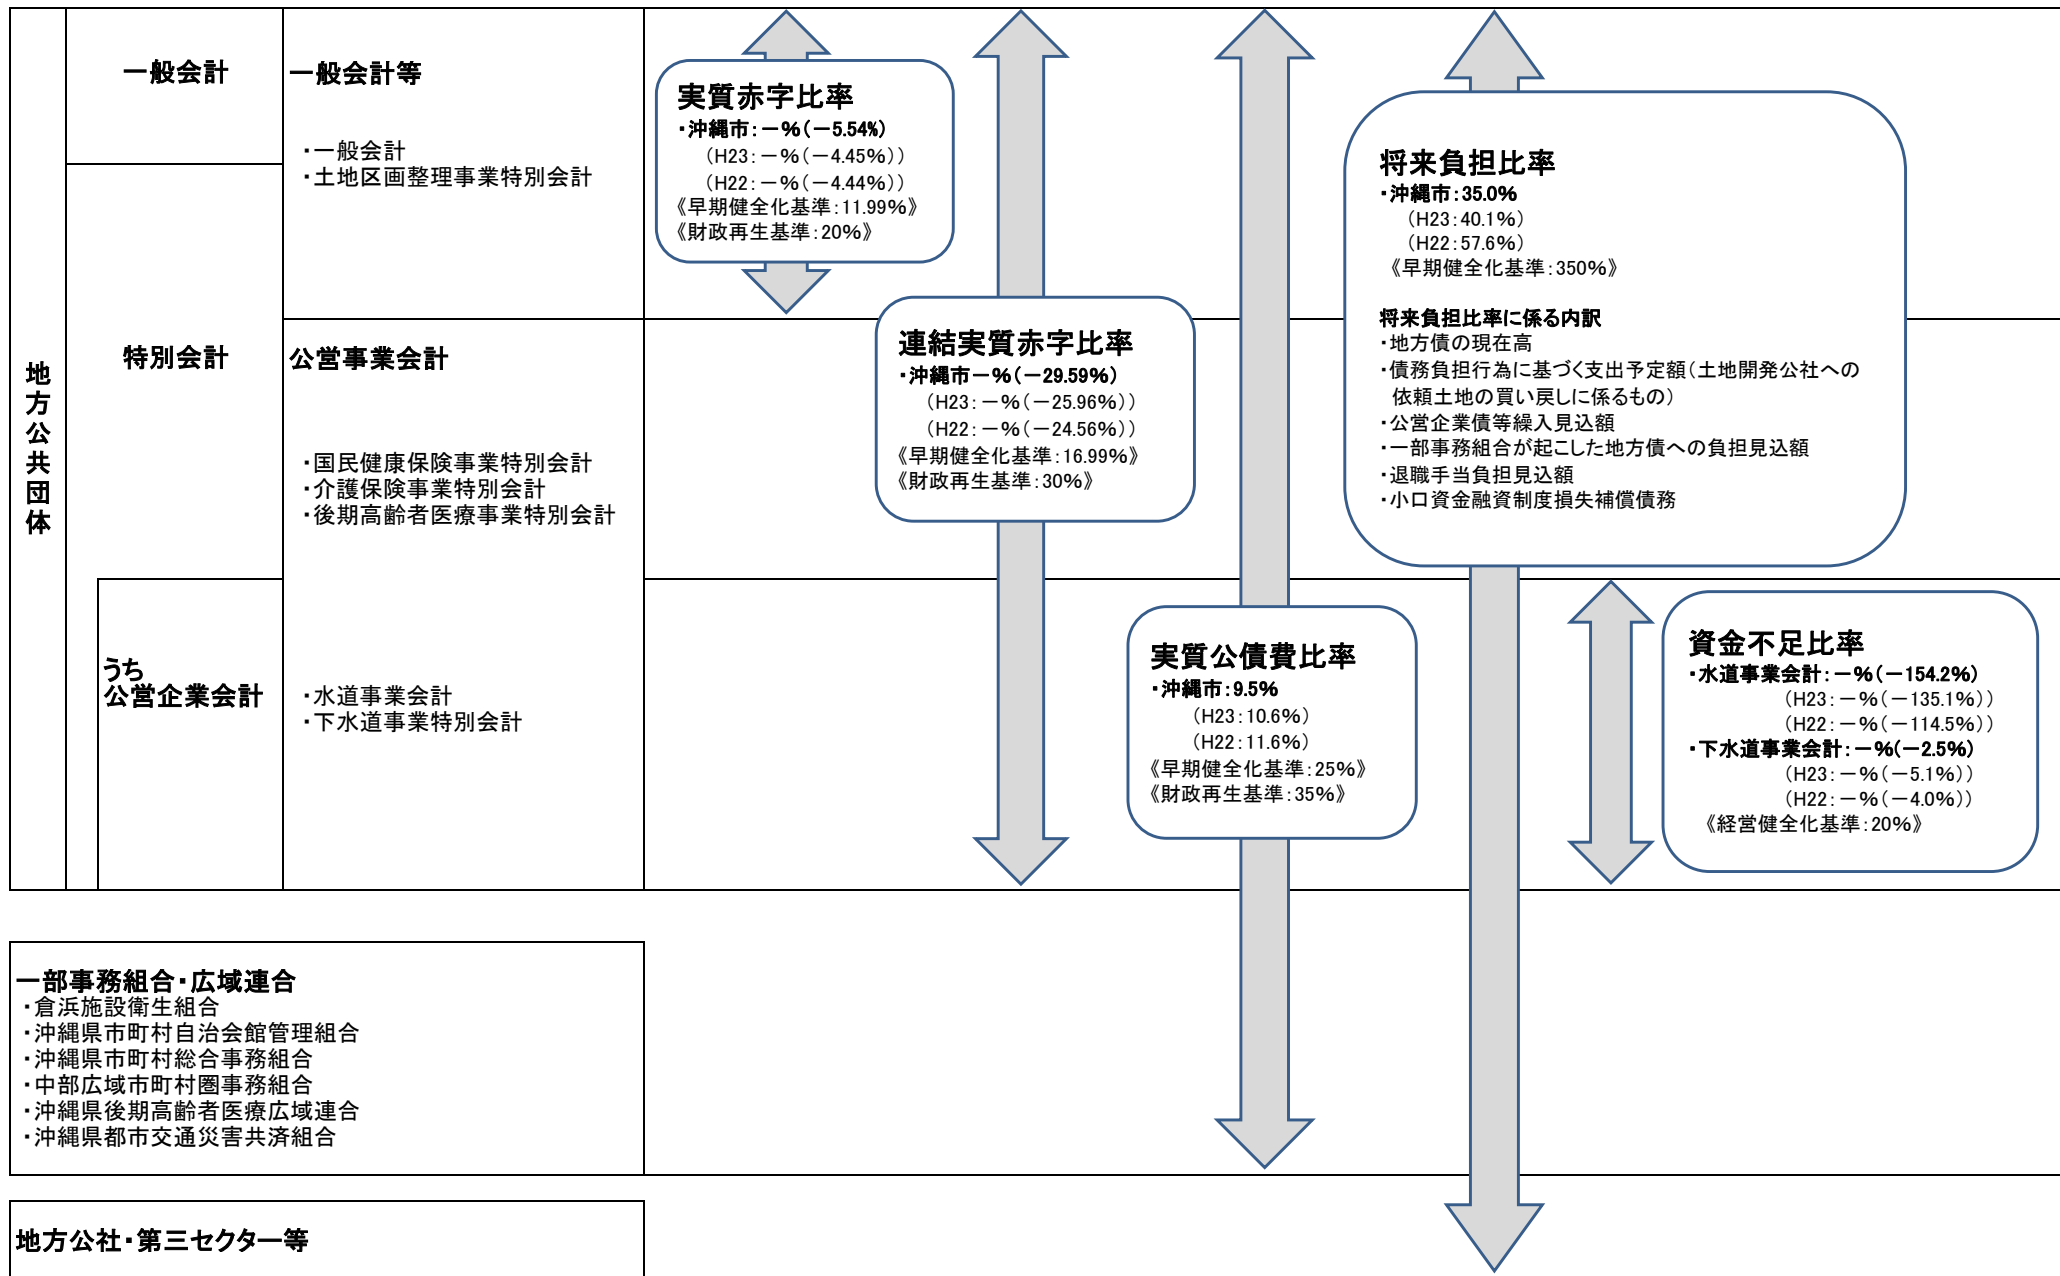 地方公共団体
一般会計
特別会計
うち
公営企業会計
一般会計等
・一般会計
・土地区画整理事業特別会計
公営事業会計
・国民健康保険事業特別会計
・介護保険事業特別会計
・後期高齢者医療事業特別会計
・水道事業会計
・下水道事業特別会計
実質赤字比率
・沖縄市：－％（－5.54%）
（H23：－％（－4.45％））
（H22：－％（－4.44％））
《早期健全化基準：11.99％》
《財政再生基準：20％》
連結実質赤字比率
・沖縄市－％（－29.59％）
（H23：－％（－25.96％））
（H22：－％（－24.56％））
《早期健全化基準：16.99％》
《財政再生基準：30％》
実質公債費比率
・沖縄市：9.5％
（H23：10.6％）
（H22：11.6％）
《早期健全化基準：25％》
《財政再生基準：35％》
将来負担比率
・沖縄市：35.0％
（H23：40.1％）
（H22：57.6％）
《早期健全化基準：350％》
将来負担比率に係る内訳
・地方債の現在高
・債務負担行為に基づく支出予定額（土地開発公社への
依頼土地の買い戻しに係るもの）
・公営企業債等繰入見込額
・一部事務組合が起こした地方債への負担見込額
・退職手当負担見込額
・小口資金融資制度損失補償債務
資金不足比率
・水道事業会計：－％（－154.2％）
（H23：－％（－135.1％））
（H22：－％（－114.5％））
・下水道事業会計：－％（－2.5％）
（H23：－％（－5.1％））
（H22：－％（－4.0％））
《経営健全化基準：20％》
一部事務組合・広域連合
・倉浜施設衛生組合
・沖縄県市町村自治会館管理組合
・沖縄県市町村総合事務組合
・中部広域市町村圏事務組合
・沖縄県後期高齢者医療広域連合
・沖縄県都市交通災害共済組合
地方公社・第三セクター等